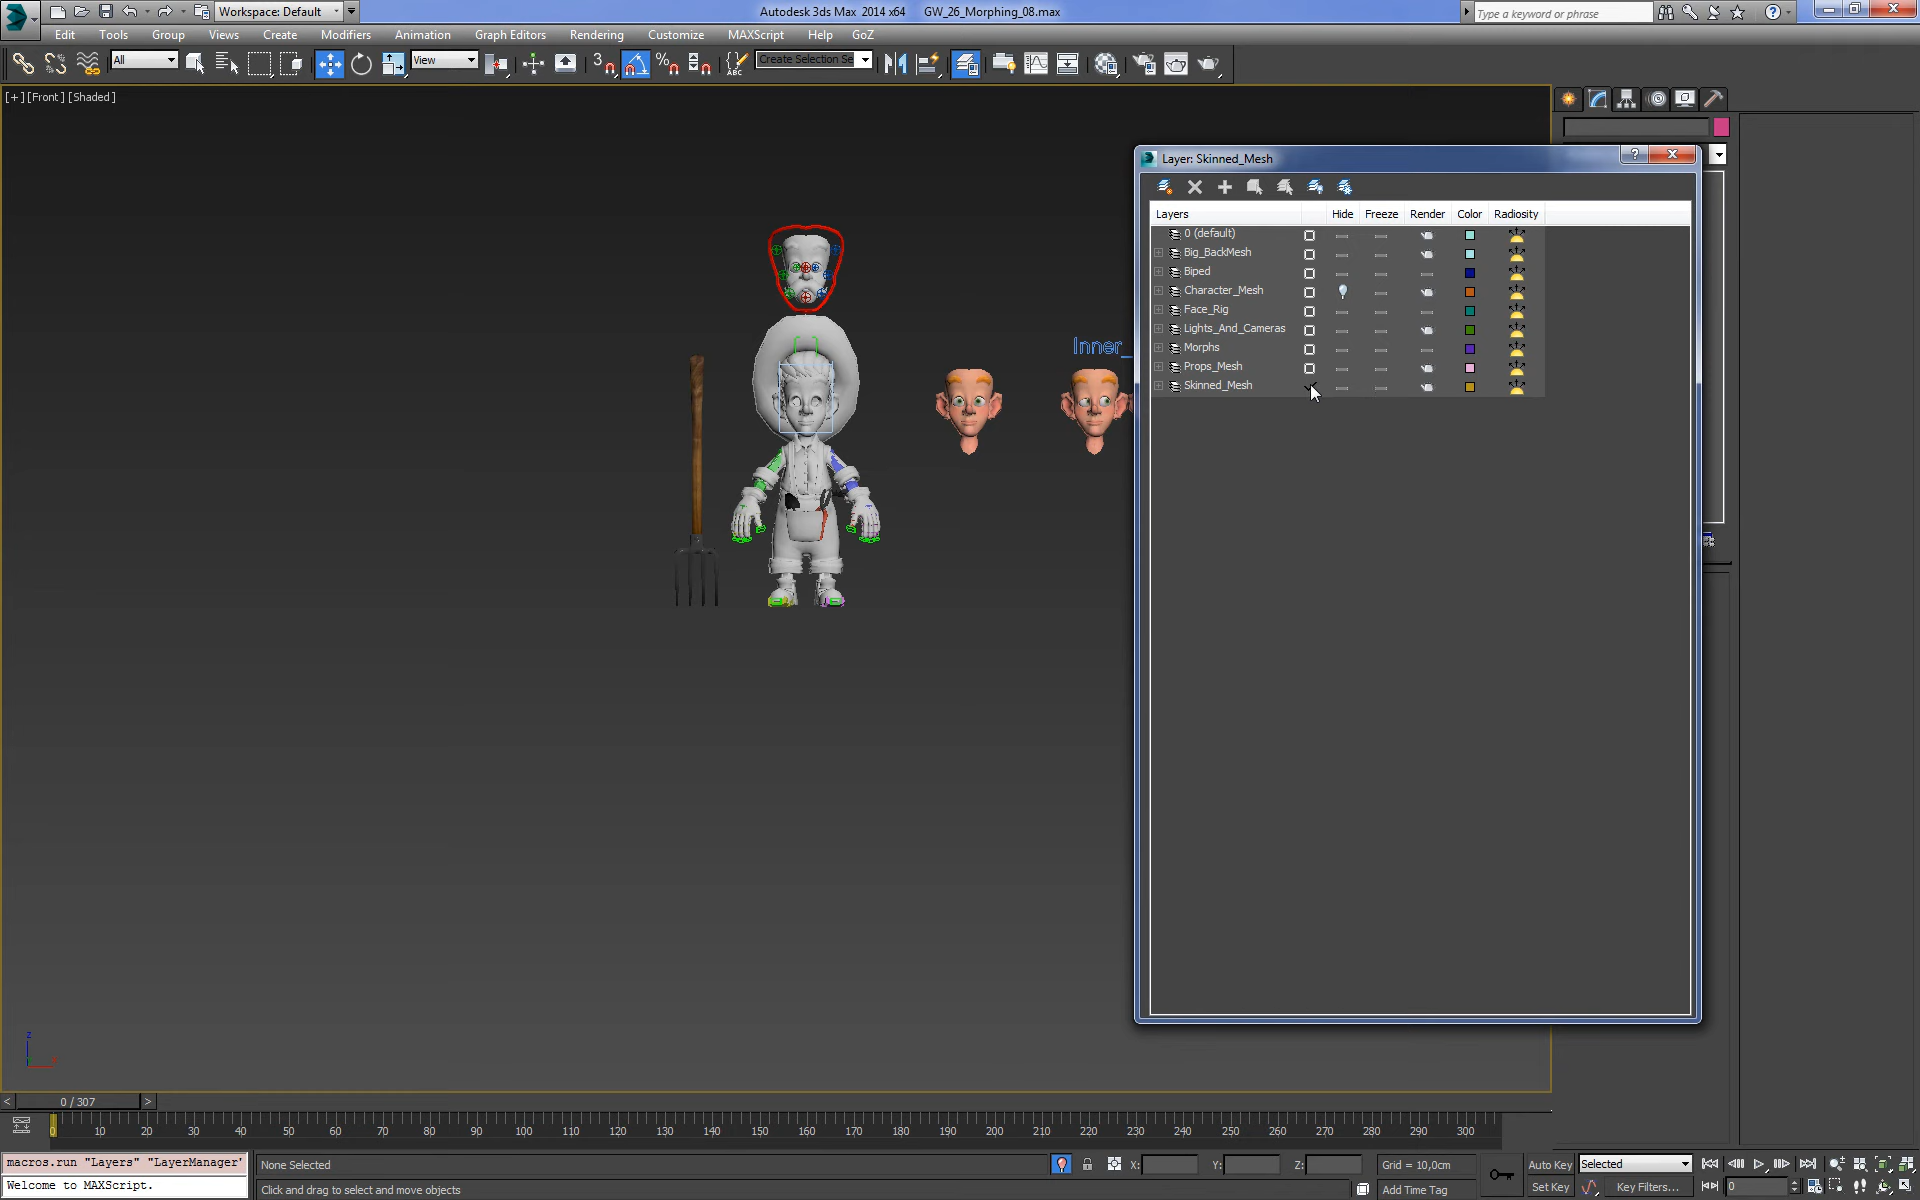 Workspace: Default
Autodesk 3ds Max 2014 x64 GW_26_Morphing_08.max
Type a keyword or phrase
Edit Tools Group Views Create Modifiers Animation Graph Editors Rendering Customize MAXScript Help GoZ
All View 3 % ABC Create Selection Se
[+] [Front] [Shaded]
Layer: Skinned_Mesh
Layers Hide Freeze Render Color Radiosity
0 (default)
Big_BackMesh
Biped
Character_Mesh
Face_Rig
Lights_And_Cameras
Morphs
Props_Mesh
Skinned_Mesh
Inner_
z
< 0 / 307 >
0 10 20 30 40 50 60 70 80 90 100 110 120 130 140 150 160 170 180 190 200 210 220 230 240 250 260 270 280 290 300
macros.run "Layers" "LayerManager"
None Selected X: Y: Z: Grid = 10,0cm Auto Key Selected
Welcome to MAXScript.
Click and drag to select and move objects Add Time Tag Set Key Key Filters... 0